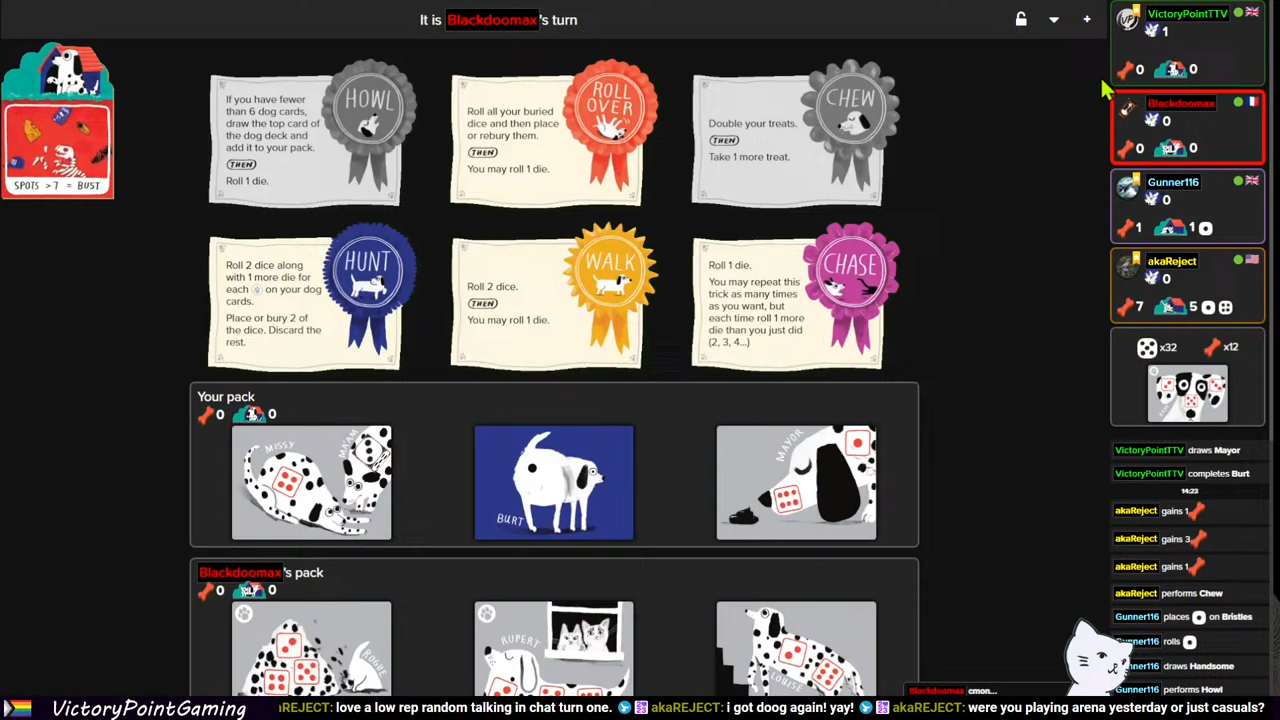 It is Blackdoomax's turn
SPOTS >7 = BUST
If you have fewer
than 6 dog cards,
draw the top card of
the dog deck and
add it to your pack.
THEN
Roll 1 die.
HOWL
Roll all your buried
dice and then place
or rebury them.
THEN
You may roll 1 die.
ROLL
OVER
Double your treats.
THEN
Take 1 more treat.
CHEW
Roll 2 dice along
with 1 more die for
each on your dog
cards.
Place or bury 2 of
the dice. Discard the
rest.
HUNT
Roll 2 dice.
THEN
You may roll 1 die.
WALK
Roll 1 die.
You may repeat this
trick as many times
as you want, but
each time roll 1 more
die than you just did
(2, 3, 4...)
CHASE
Your pack
0 0
MISSY
BURT
MAYOR
Blackdoomax's pack
0 0
ROGUE
RUPERT
LOUISE
VictoryPointTTV
1
0 0
Blackdoomax
0
0 0
Gunner116
0
1 1
akaReject
0
7 5
x32 x12
VictoryPointTTV draws Mayor
VictoryPointTTV completes Burt
14:23
akaReject gains 1
akaReject gains 3
akaReject gains 1
akaReject performs Chew
Gunner116 places on Bristles
Gunner116 rolls
Gunner116 draws Handsome
Gunner116 performs Howl
Blackdoomax cmon...
VictoryPointGaming
aREJECT: love a low rep random talking in chat turn one. akaREJECT: i got doog again! yay! akaREJECT: were you playing arena yesterday or just casuals?